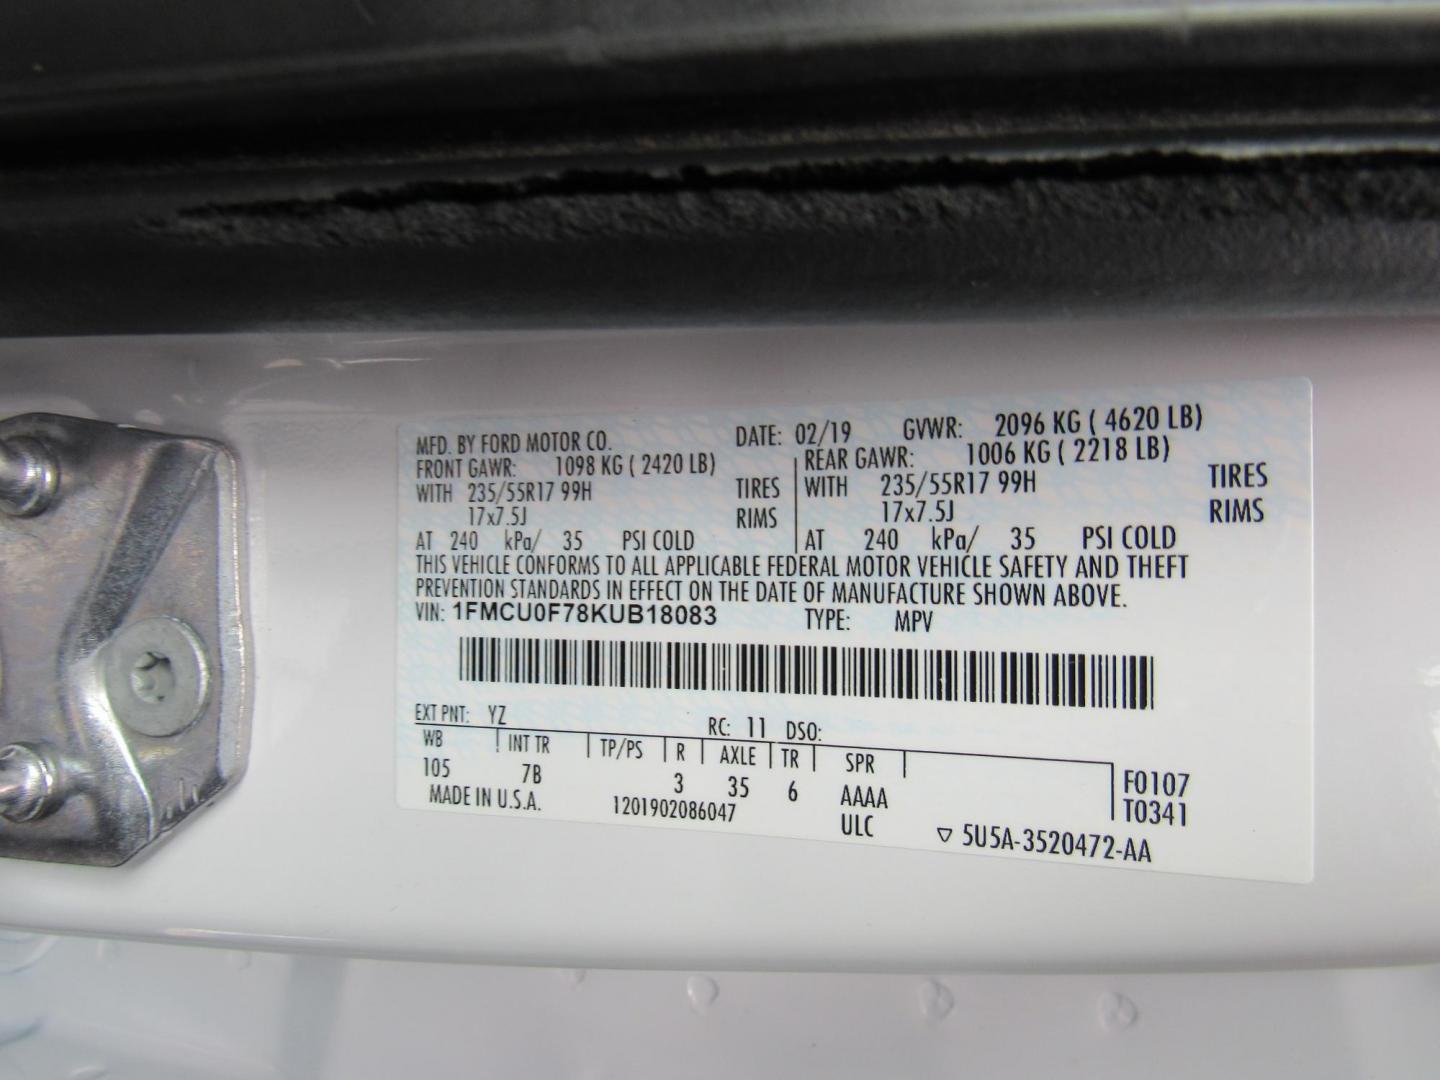 MFD. BY FORD MOTOR CO. DATE: 02/19 GVWR: 2096 KG ( 4620 LB)
FRONT GAWR: 1098 KG ( 2420 LB) REAR GAWR: 1006 KG ( 2218 LB)
WITH 235/55R17 99H TIRES WITH 235/55R17 99H TIRES
17x7.5J RIMS 17x7.5J RIMS
AT 240 kPa/ 35 PSI COLD AT 240 kPa/ 35 PSI COLD
THIS VEHICLE CONFORMS TO ALL APPLICABLE FEDERAL MOTOR VEHICLE SAFETY AND THEFT
PREVENTION STANDARDS IN EFFECT ON THE DATE OF MANUFACTURE SHOWN ABOVE.
VIN: 1FMCU0F78KUB18083 TYPE: MPV
EXT PNT: YZ RC: 11 DSO:
WB INT TR TP/PS R AXLE TR SPR
105 7B 3 35 6 AAAA F0107
MADE IN U.S.A. 1201902086047 ULC T0341
▽ 5U5A-3520472-AA